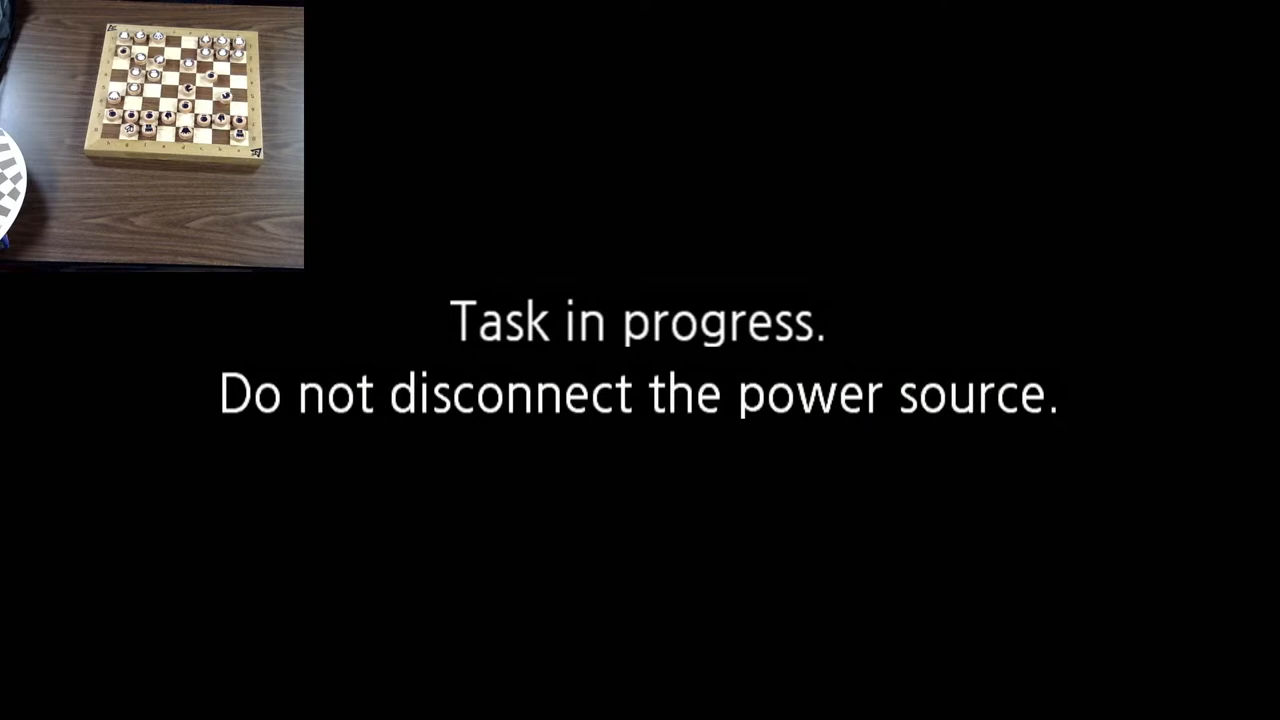 Task in progress.
Do not disconnect the power source.